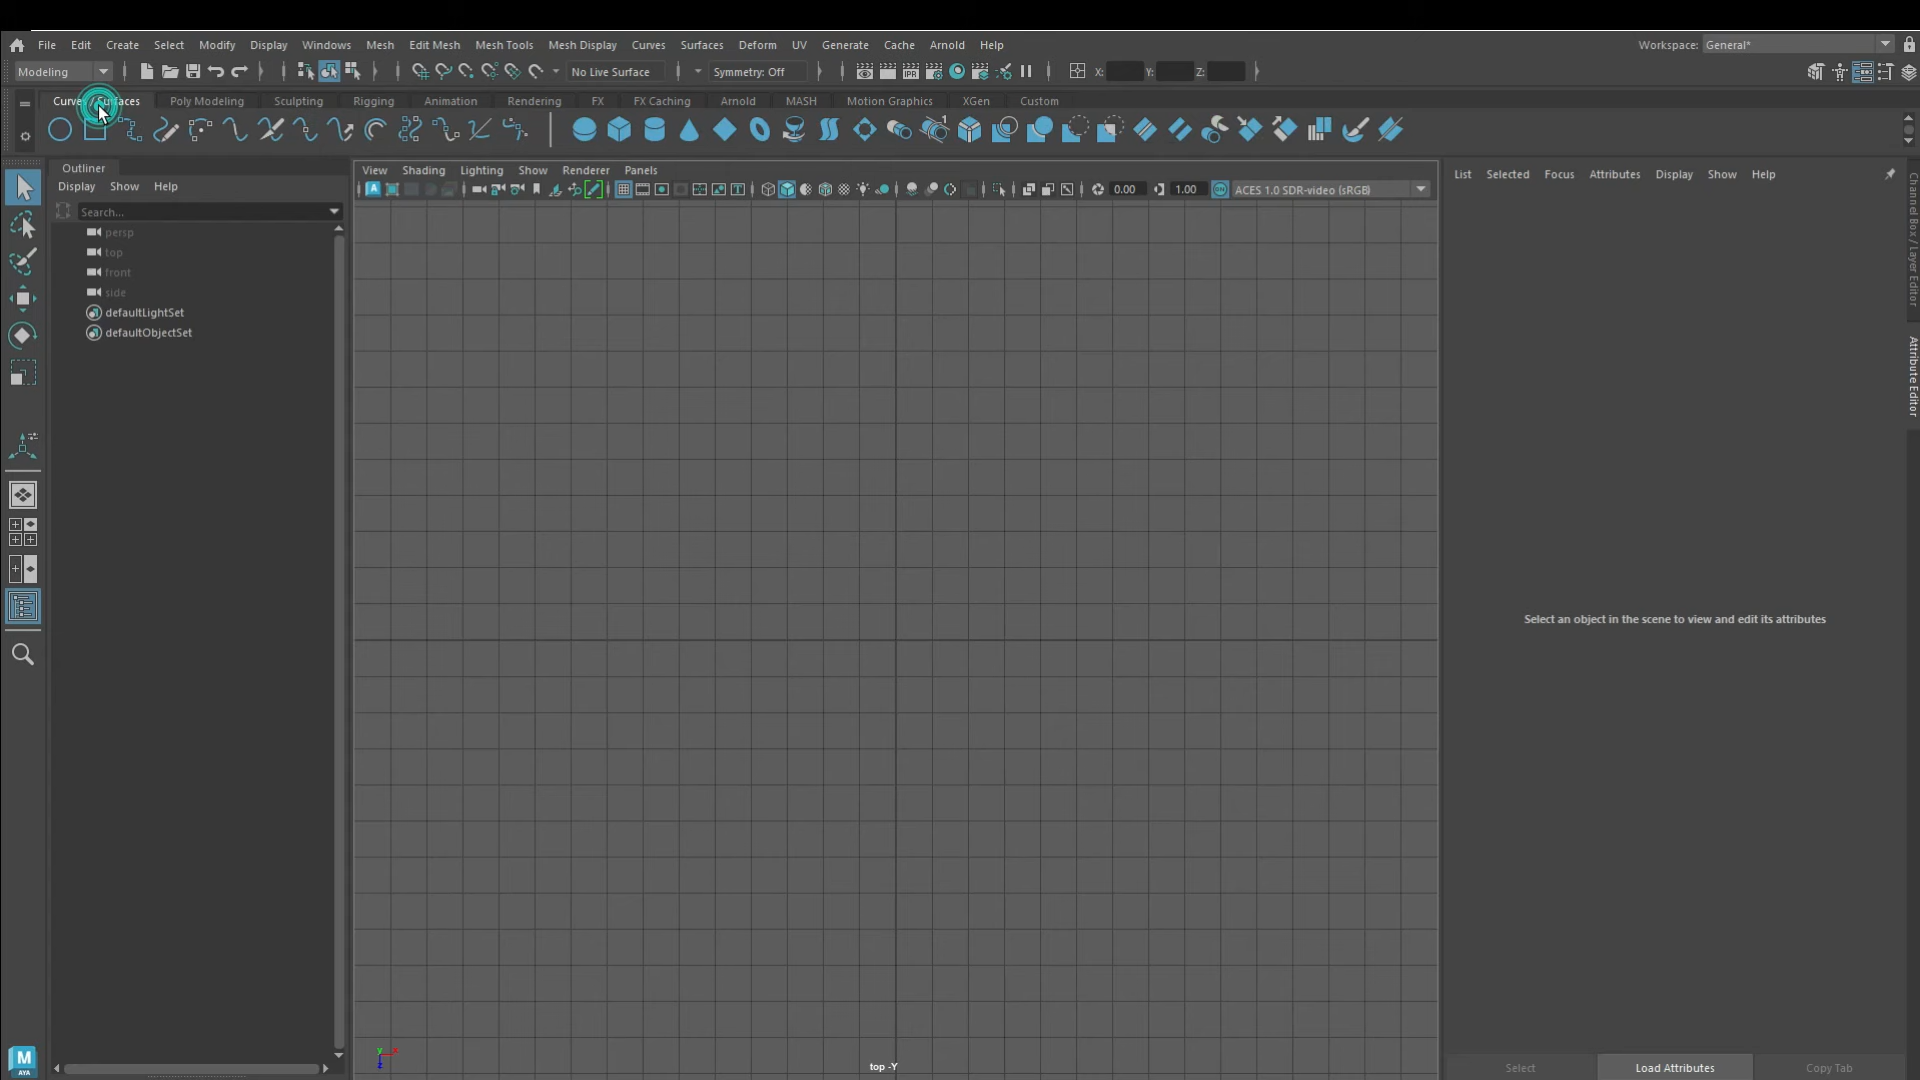 File Edit Create Select Modify Display Windows Mesh Edit Mesh Mesh Tools Mesh Display Curves Surfaces Deform UV Generate Cache Arnold Help Workspace: General*
Modeling No Live Surface Symmetry: Off X: Y: Z:
Poly Modeling Sculpting Rigging Animation Rendering FX FX Caching Arnold MASH Motion Graphics XGen Custom
IPR
Outliner
Display Show Help
Search...
persp
top
front
side
defaultLightSet
defaultObjectSet
View Shading Lighting Show Renderer Panels
0.00 1.00 ON ACES 1.0 SDR-video (sRGB)
List Selected Focus Attributes Display Show Help
Channel Box / Layer Editor
Attribute Editor
Select an object in the scene to view and edit its attributes
y x
z
top -Y
M
AYA
Select Load Attributes Copy Tab